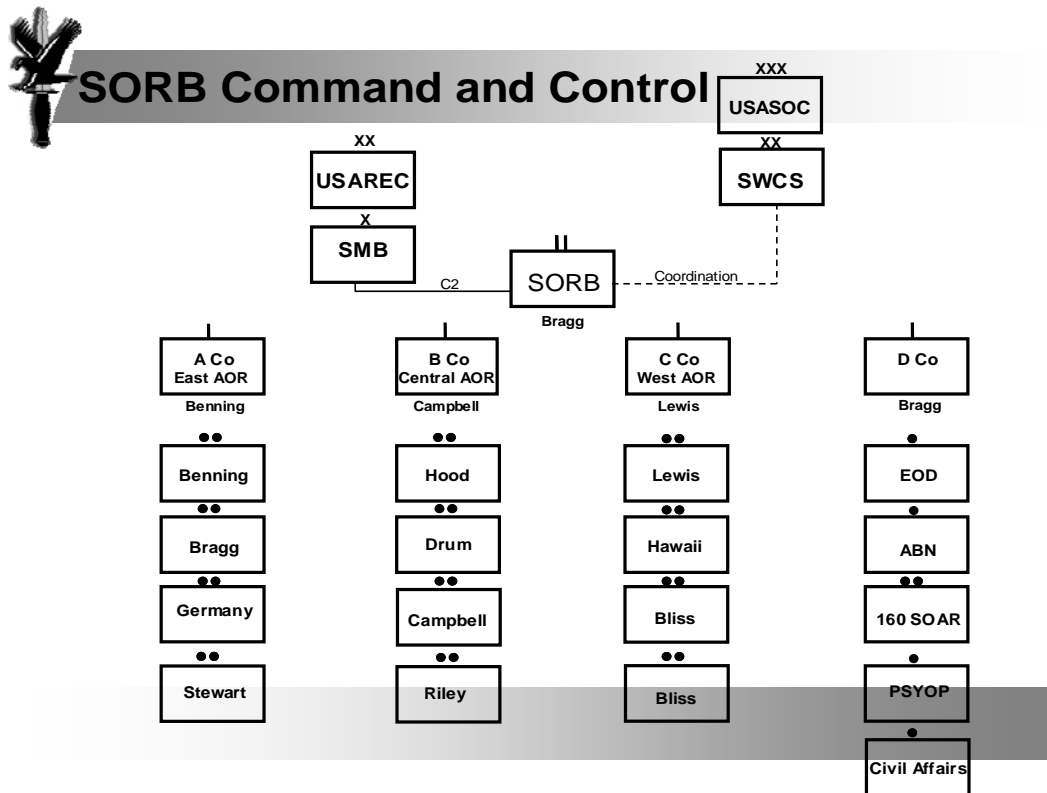 SORB Command and Control
XXX
USASOC
XX
SWCS
XX
USAREC
X
SMB
II
SORB
C2
Coordination
Bragg
I
A Co
East AOR
Benning
I
B Co
Central AOR
Campbell
I
C Co
West AOR
Lewis
I
D Co
Bragg
●●
Benning
●●
Bragg
●●
Germany
●●
Stewart
●●
Hood
●●
Drum
●●
Campbell
●●
Riley
●●
Lewis
●●
Hawaii
●●
Bliss
●●
Bliss
●
EOD
●
ABN
●●
160 SOAR
●
PSYOP
●
Civil Affairs